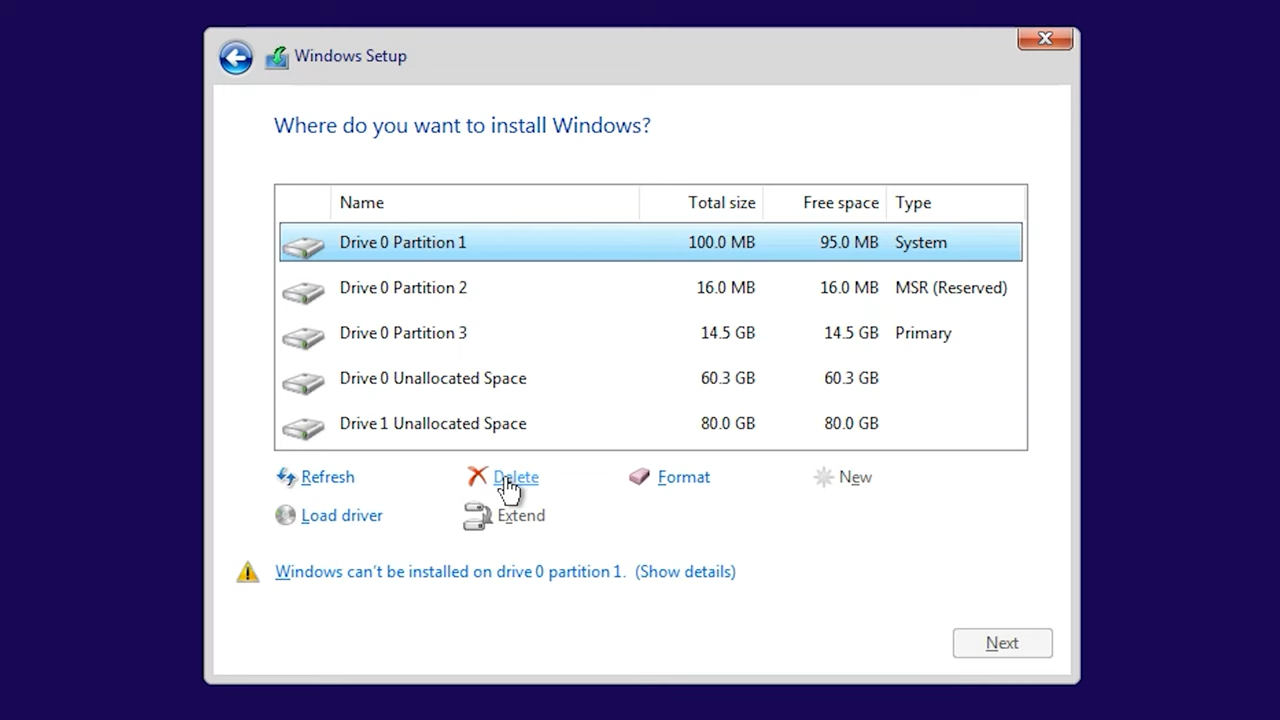 Windows Setup
Where do you want to install Windows?
Name Total size Free space Type
Drive 0 Partition 1 100.0 MB 95.0 MB System
Drive 0 Partition 2 16.0 MB 16.0 MB MSR (Reserved)
Drive 0 Partition 3 14.5 GB 14.5 GB Primary
Drive 0 Unallocated Space 60.3 GB 60.3 GB
Drive 1 Unallocated Space 80.0 GB 80.0 GB
Refresh Delete Format New
Load driver Extend
Windows can't be installed on drive 0 partition 1. (Show details)
Next